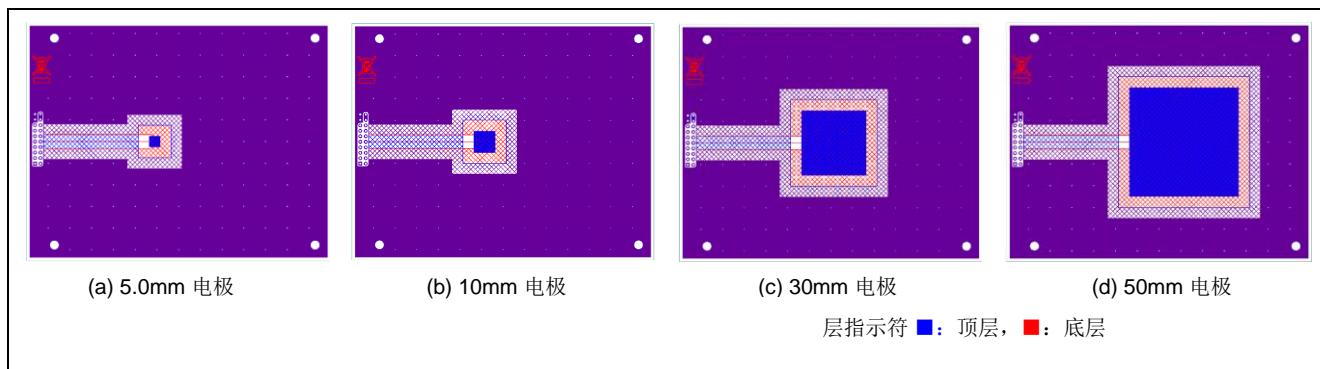 (a) 5.0mm 电极
(b) 10mm 电极
(c) 30mm 电极
(d) 50mm 电极
层指示符 ■：顶层，■：底层